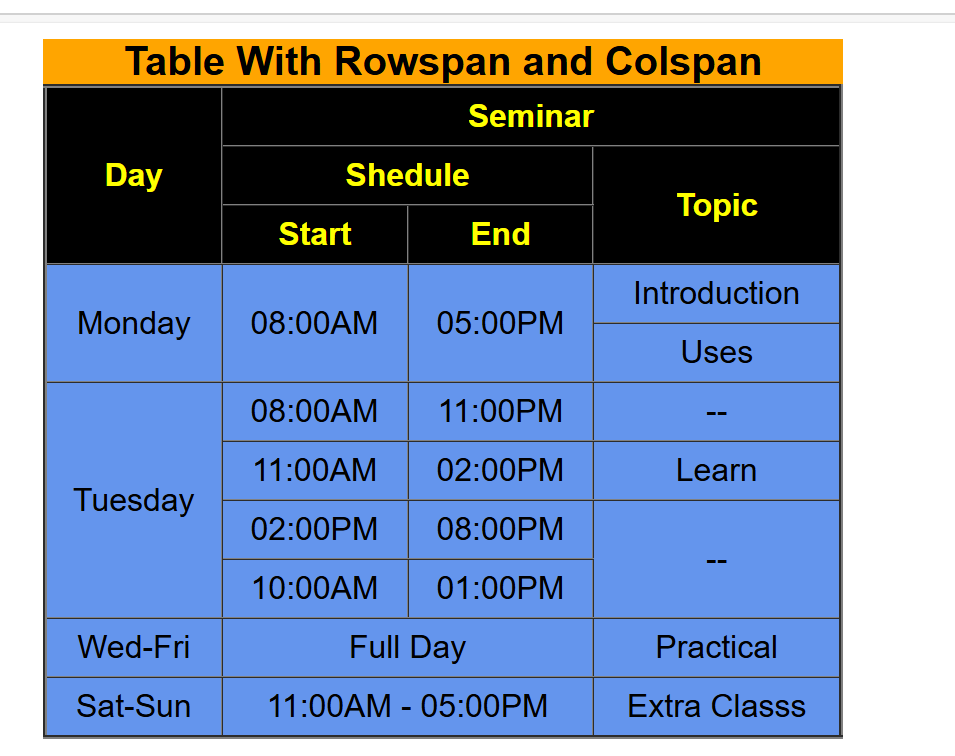 Table With Rowspan and Colspan
Day
Seminar
Shedule
Topic
Start
End
Monday
08:00AM
05:00PM
Introduction
Uses
Tuesday
08:00AM
11:00PM
--
11:00AM
02:00PM
Learn
02:00PM
08:00PM
--
10:00AM
01:00PM
Wed-Fri
Full Day
Practical
Sat-Sun
11:00AM - 05:00PM
Extra Classs